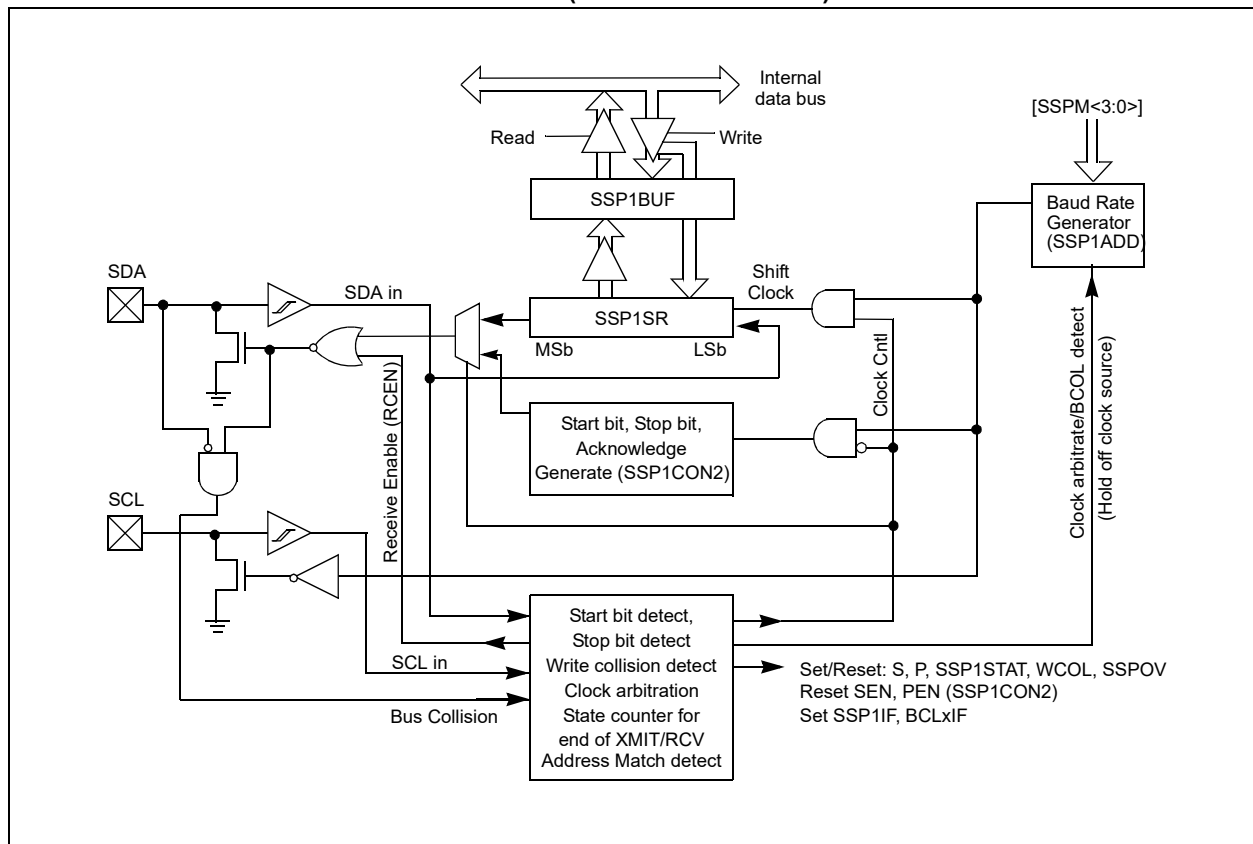 Internal
data bus
[SSPM<3:0>]
Read
Write
SSP1BUF
Baud Rate
Generator
(SSP1ADD)
SDA
SDA in
Shift
Clock
SSP1SR
MSb
LSb
Clock Cntl
Receive Enable (RCEN)
Start bit, Stop bit,
Acknowledge
Generate (SSP1CON2)
Clock arbitrate/BCOL detect
(Hold off clock source)
SCL
SCL in
Bus Collision
Start bit detect,
Stop bit detect
Write collision detect
Clock arbitration
State counter for
end of XMIT/RCV
Address Match detect
Set/Reset: S, P, SSP1STAT, WCOL, SSPOV
Reset SEN, PEN (SSP1CON2)
Set SSP1IF, BCLxIF